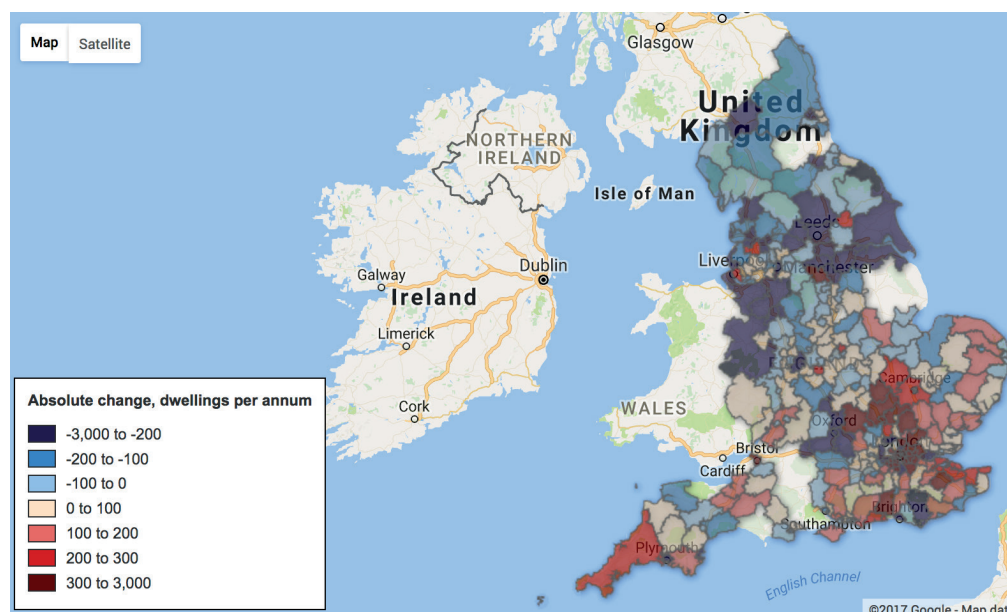 Map
Satellite
Glasgow
United
Kingdom
NORTHERN
IRELAND
Isle of Man
Leeds
Liverpool
Manchester
Dublin
Galway
Ireland
Limerick
Cork
WALES
Cambridge
Oxford
London
Bristol
Cardiff
Southampton
Brighton
Plymouth
English Channel
Absolute change, dwellings per annum
-3,000 to -200
-200 to -100
-100 to 0
0 to 100
100 to 200
200 to 300
300 to 3,000
©2017 Google - Map da